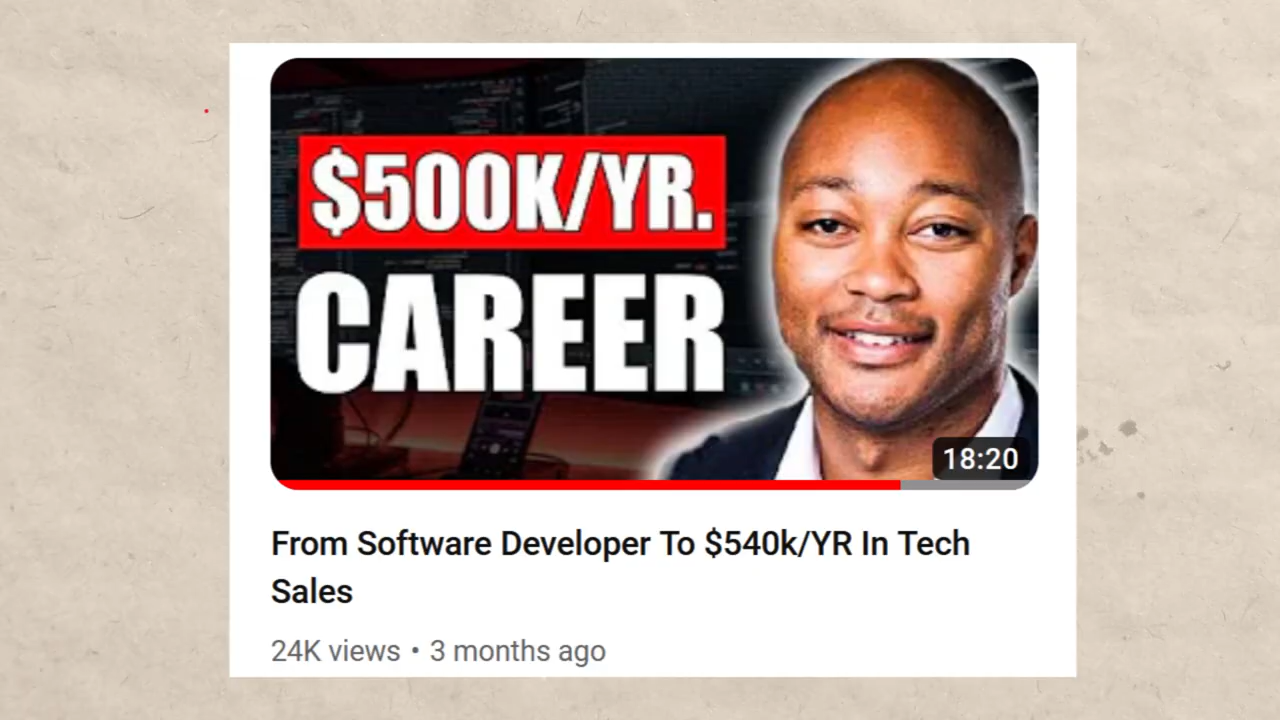 $500K/YR.
CAREER
18:20
From Software Developer To $540k/YR In Tech
Sales
24K views • 3 months ago